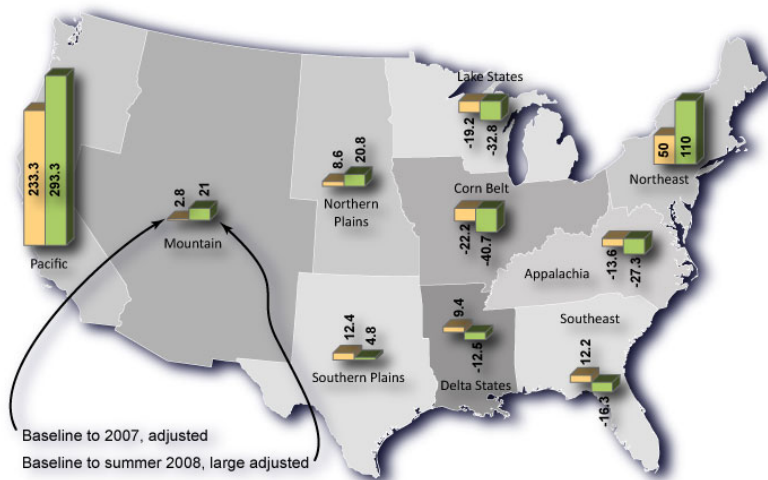 Lake States
-19.2
-32.8
233.3
293.3
Pacific
2.8
21
Mountain
8.6
20.8
Northern
Plains
Corn Belt
-22.2
-40.7
50
110
Northeast
-13.6
-27.3
Appalachia
12.4
4.8
Southern Plains
9.4
-12.5
Delta States
Southeast
12.2
-16.3
Baseline to 2007, adjusted
Baseline to summer 2008, large adjusted